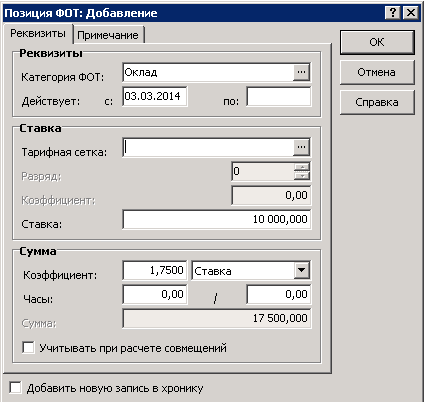 Позиция ФОТ: Добавление
Реквизиты Примечание
OK
Отмена
Справка
Реквизиты
Категория ФОТ: Оклад ...
Действует: с: 03.03.2014 по:
Ставка
Тарифная сетка: ...
Разряд: 0
Коэффициент: 0,00
Ставка: 10 000,000
Сумма
Коэффициент: 1,7500 Ставка
Часы: 0,00 / 0,00
Сумма: 17 500,000
Учитывать при расчете совмещений
Добавить новую запись в хронику